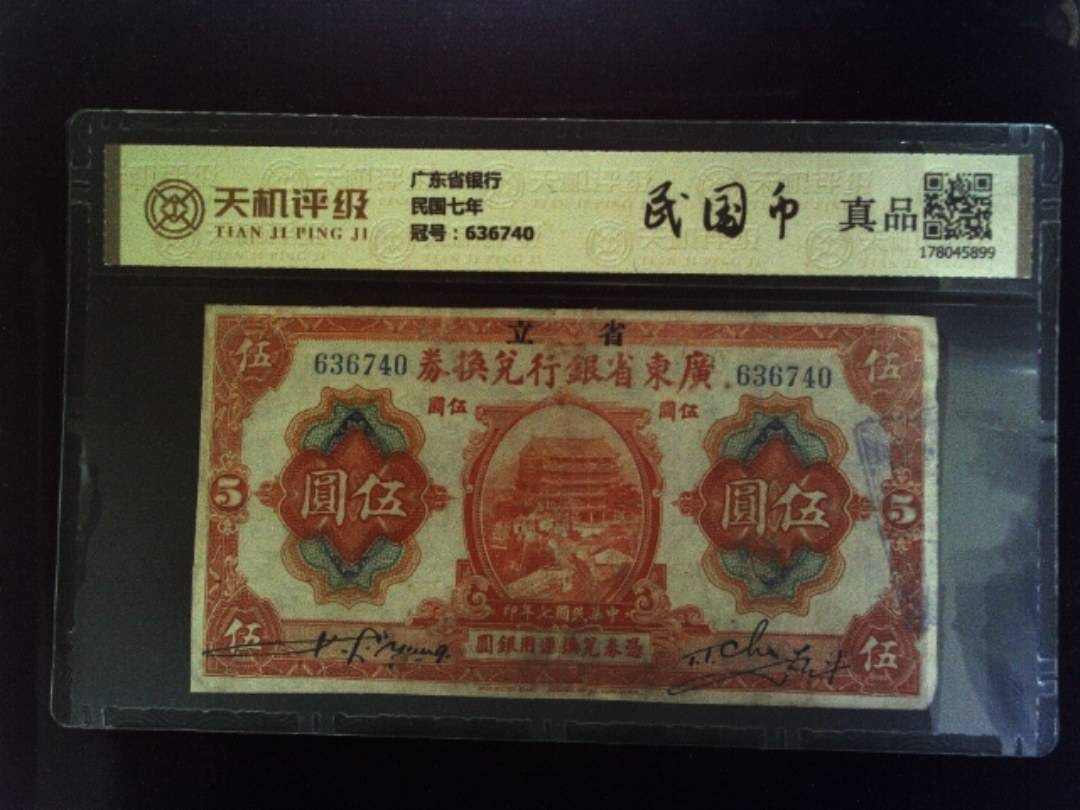 天机评级
TIAN JI PING JI
广东省银行
民国七年
冠号：636740
民国币
真品
178045899
省立
伍
伍
636740
廣東省銀行兌換券
636740
伍圓
伍圓
5
伍圓
伍圓
5
中華民國七年印
憑券兌換通用銀圓
伍
伍